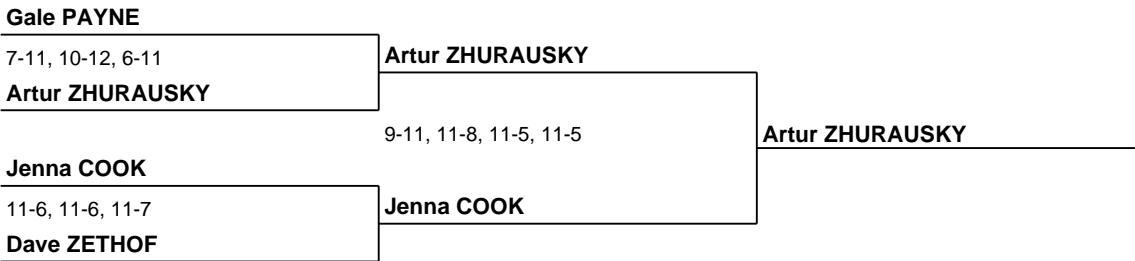 Gale PAYNE
7-11, 10-12, 6-11
Artur ZHURAUSKY
Artur ZHURAUSKY
9-11, 11-8, 11-5, 11-5
Artur ZHURAUSKY
Jenna COOK
11-6, 11-6, 11-7
Jenna COOK
Dave ZETHOF